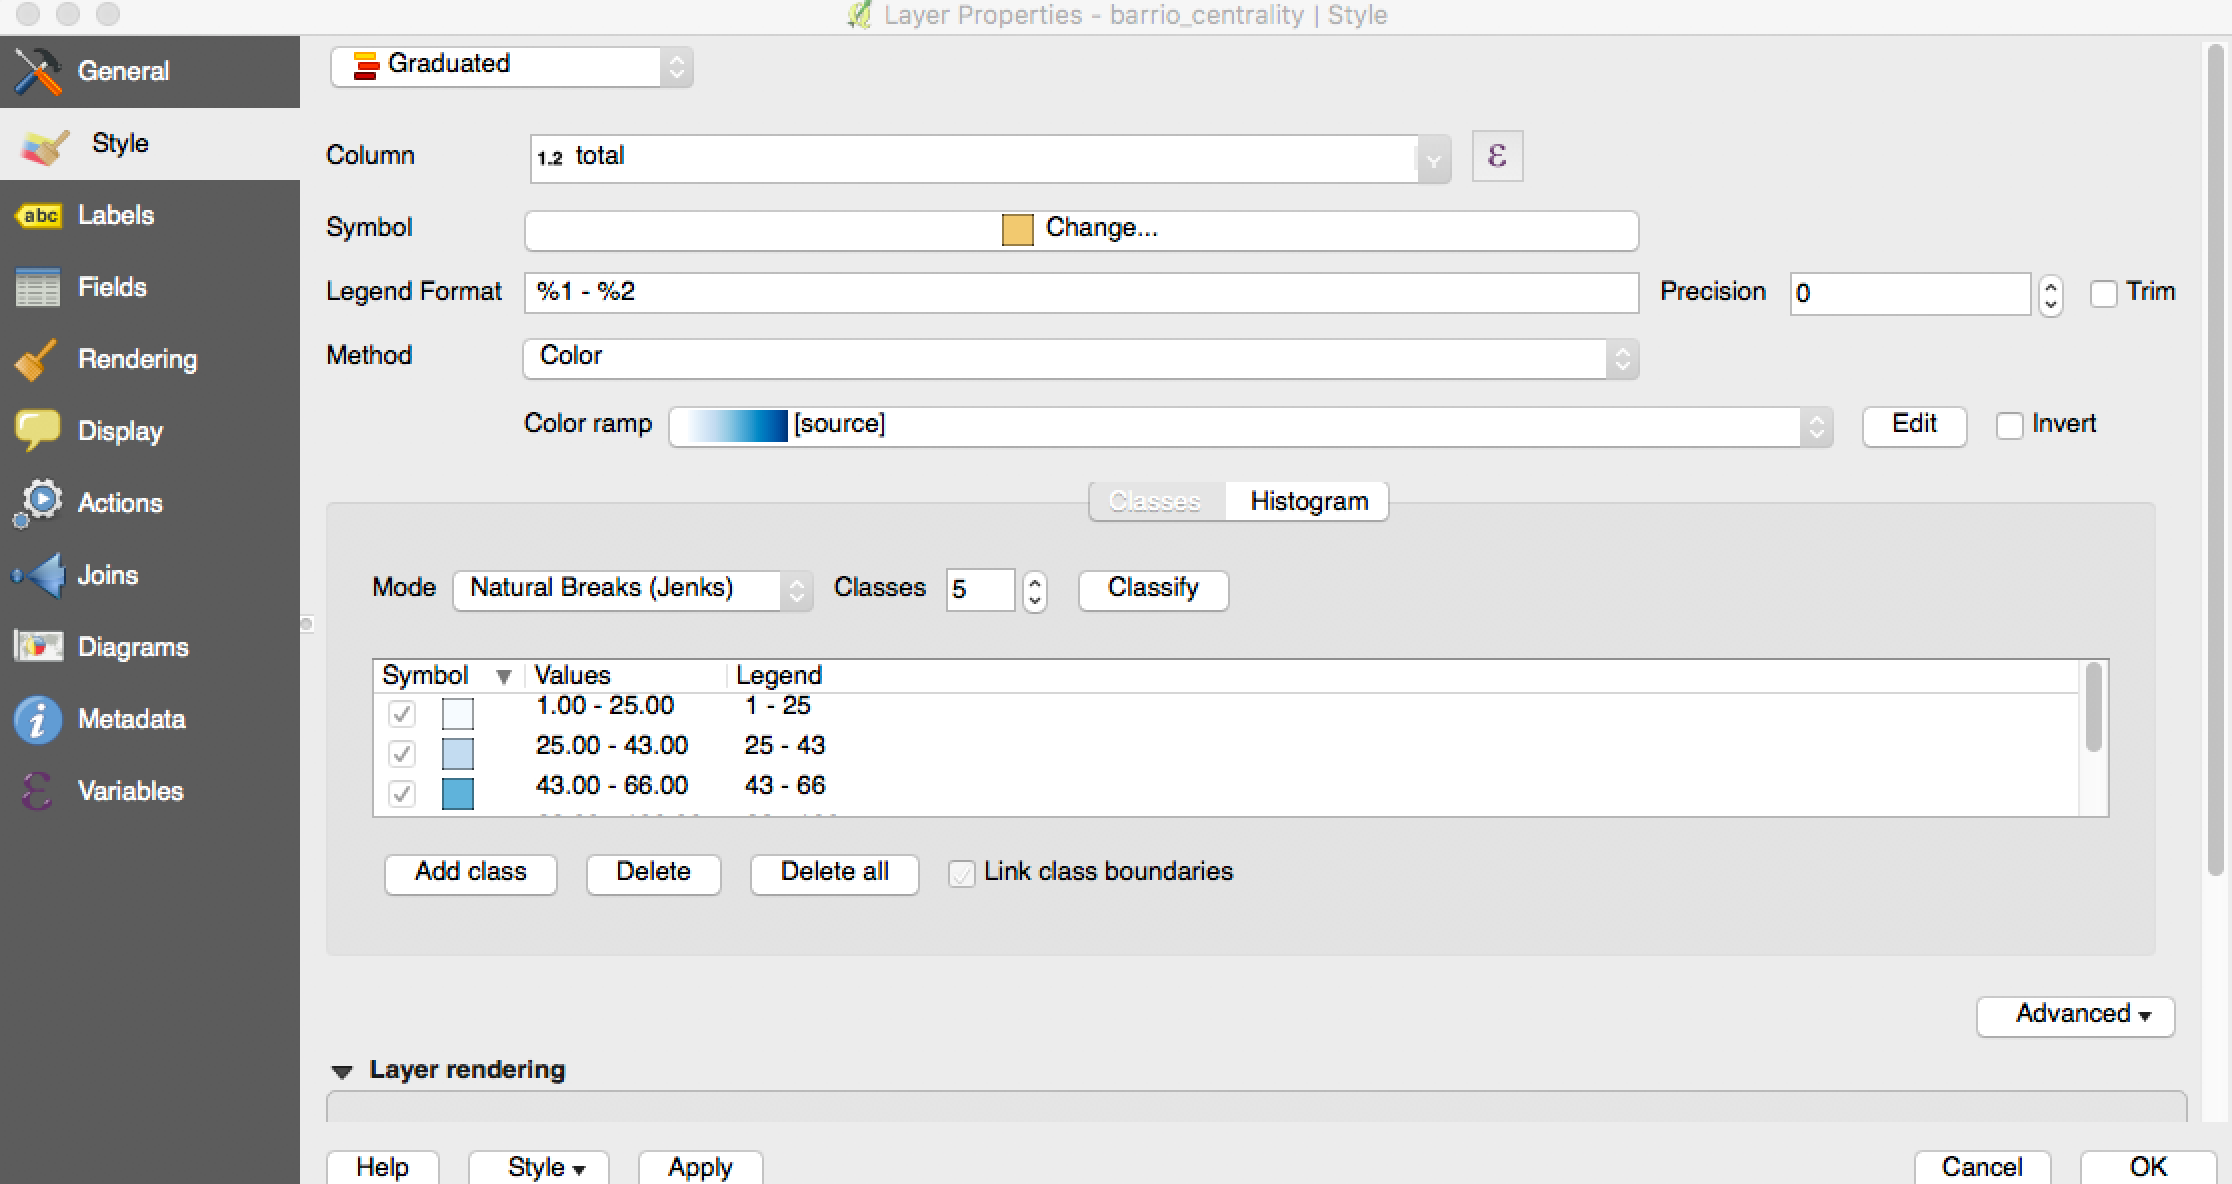 Layer Properties - barrio_centrality | Style
General
Style
abc Labels
Fields
Rendering
Display
Actions
Joins
Diagrams
i Metadata
ε Variables
Graduated
Column 1.2 total ε
Symbol Change...
Legend Format %1 - %2 Precision 0 Trim
Method Color
Color ramp [source] Edit Invert
Classes Histogram
Mode Natural Breaks (Jenks) Classes 5 Classify
Symbol Values Legend
1.00 - 25.00 1 - 25
25.00 - 43.00 25 - 43
43.00 - 66.00 43 - 66
Add class Delete Delete all Link class boundaries
Advanced
Layer rendering
Help Style Apply Cancel OK